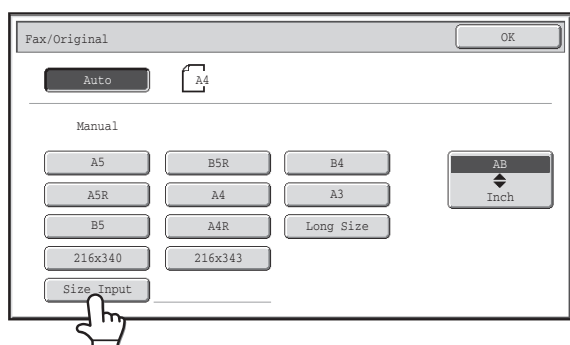 Fax/Original OK
Auto A4
Manual
A5 B5R B4 AB
A5R A4 A3 Inch
B5 A4R Long Size
216x340 216x343
Size Input